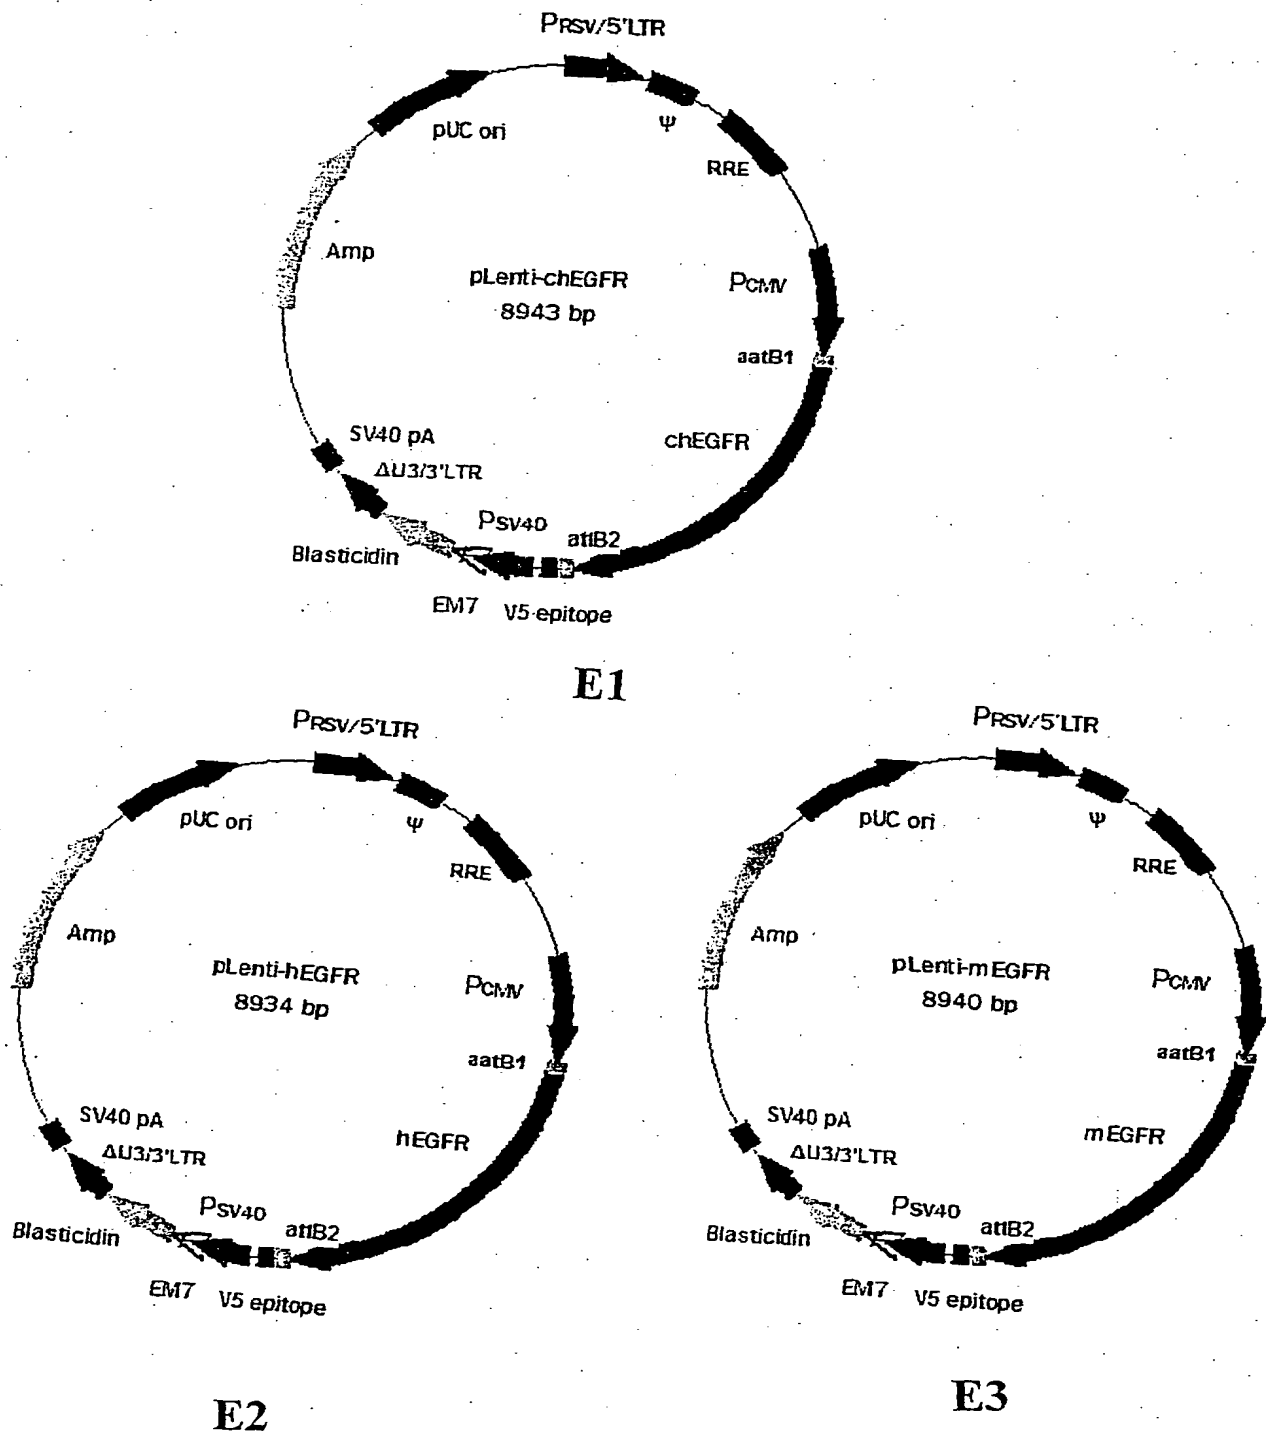 PRSV/5'LTR
pUC ori
Ψ
RRE
Amp
pLenti-chEGFR
8943 bp
PCMV
aatB1
chEGFR
SV40 pA
ΔU3/3'LTR
PSV40
attB2
Blasticidin
EM7
V5 epitope
E1
PRSV/5'LTR
pUC ori
Ψ
RRE
Amp
pLenti-hEGFR
8934 bp
PCMV
aatB1
hEGFR
SV40 pA
ΔU3/3'LTR
PSV40
attB2
Blasticidin
EM7
V5 epitope
E2
PRSV/5'LTR
pUC ori
Ψ
RRE
Amp
pLenti-mEGFR
8940 bp
PCMV
aatB1
mEGFR
SV40 pA
ΔU3/3'LTR
PSV40
attB2
Blasticidin
EM7
V5 epitope
E3